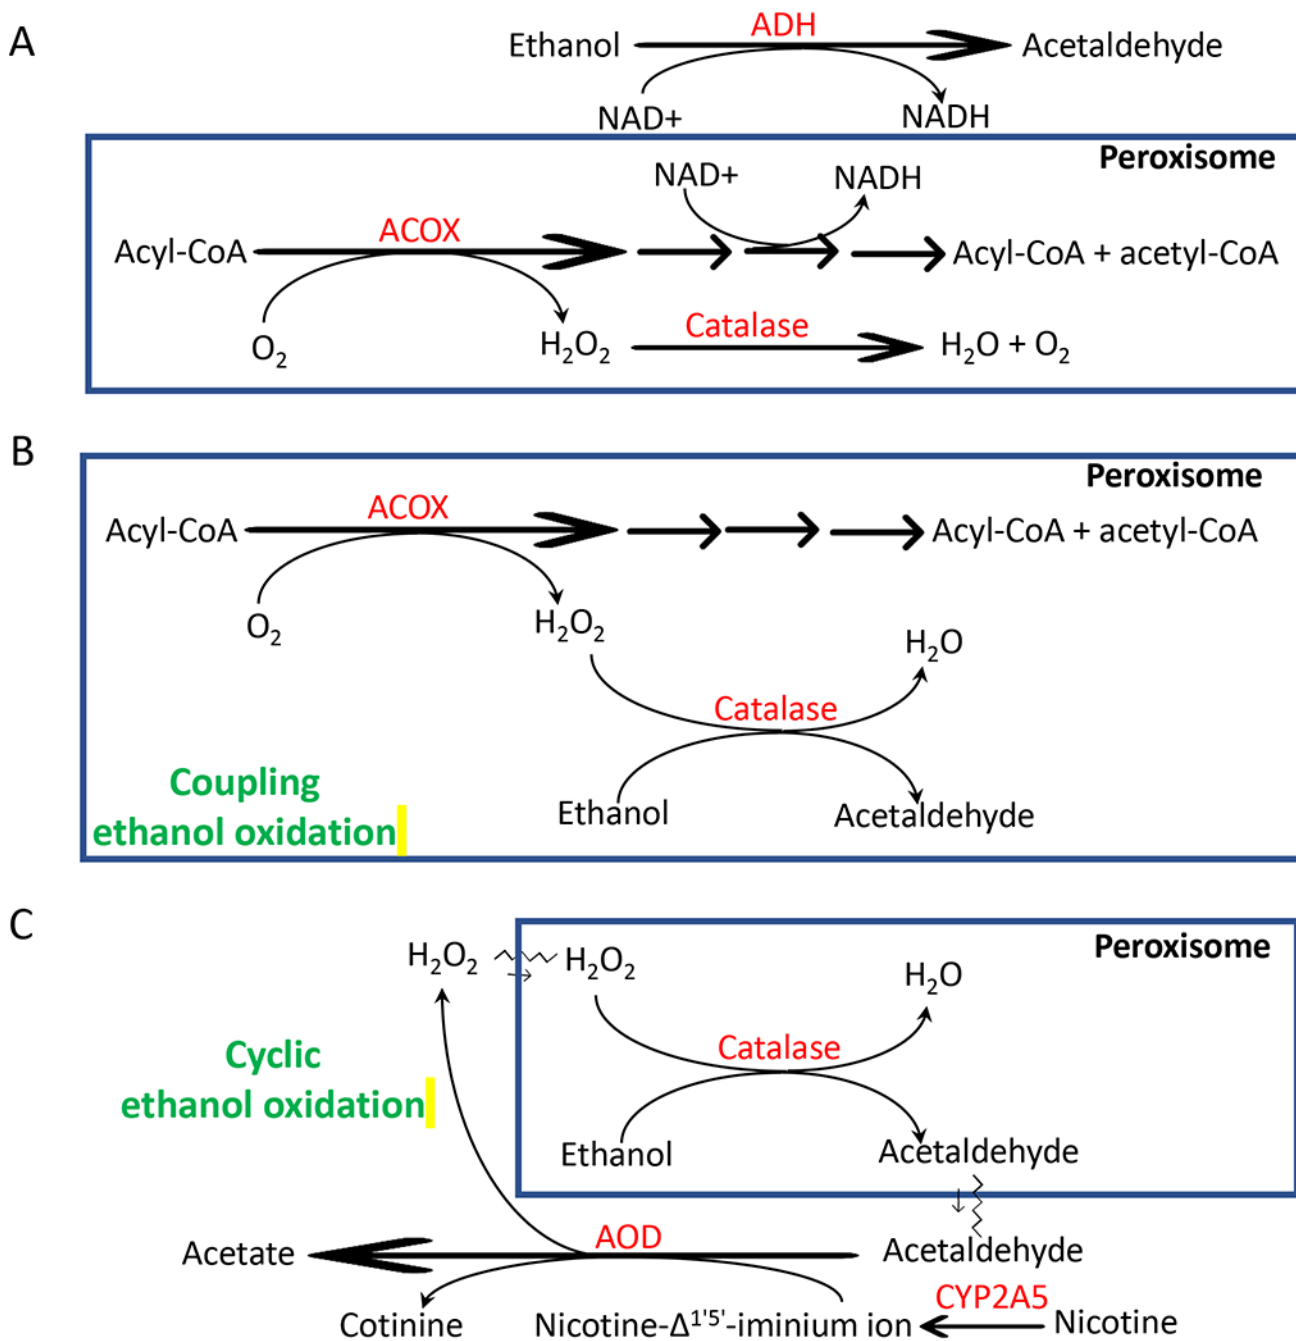 A
Ethanol ADH Acetaldehyde
NAD+ NADH
Peroxisome
NAD+ NADH
Acyl-CoA ACOX Acyl-CoA + acetyl-CoA
O₂ H₂O₂ Catalase H₂O + O₂
B
Peroxisome
Acyl-CoA ACOX Acyl-CoA + acetyl-CoA
O₂ H₂O₂ H₂O
Catalase
Coupling
ethanol oxidation
Ethanol Acetaldehyde
C
Peroxisome
H₂O₂ H₂O₂ H₂O
Catalase
Cyclic
ethanol oxidation
Ethanol Acetaldehyde
Acetate AOD Acetaldehyde
CYP2A5
Cotinine Nicotine-Δ¹'⁵'-iminium ion Nicotine